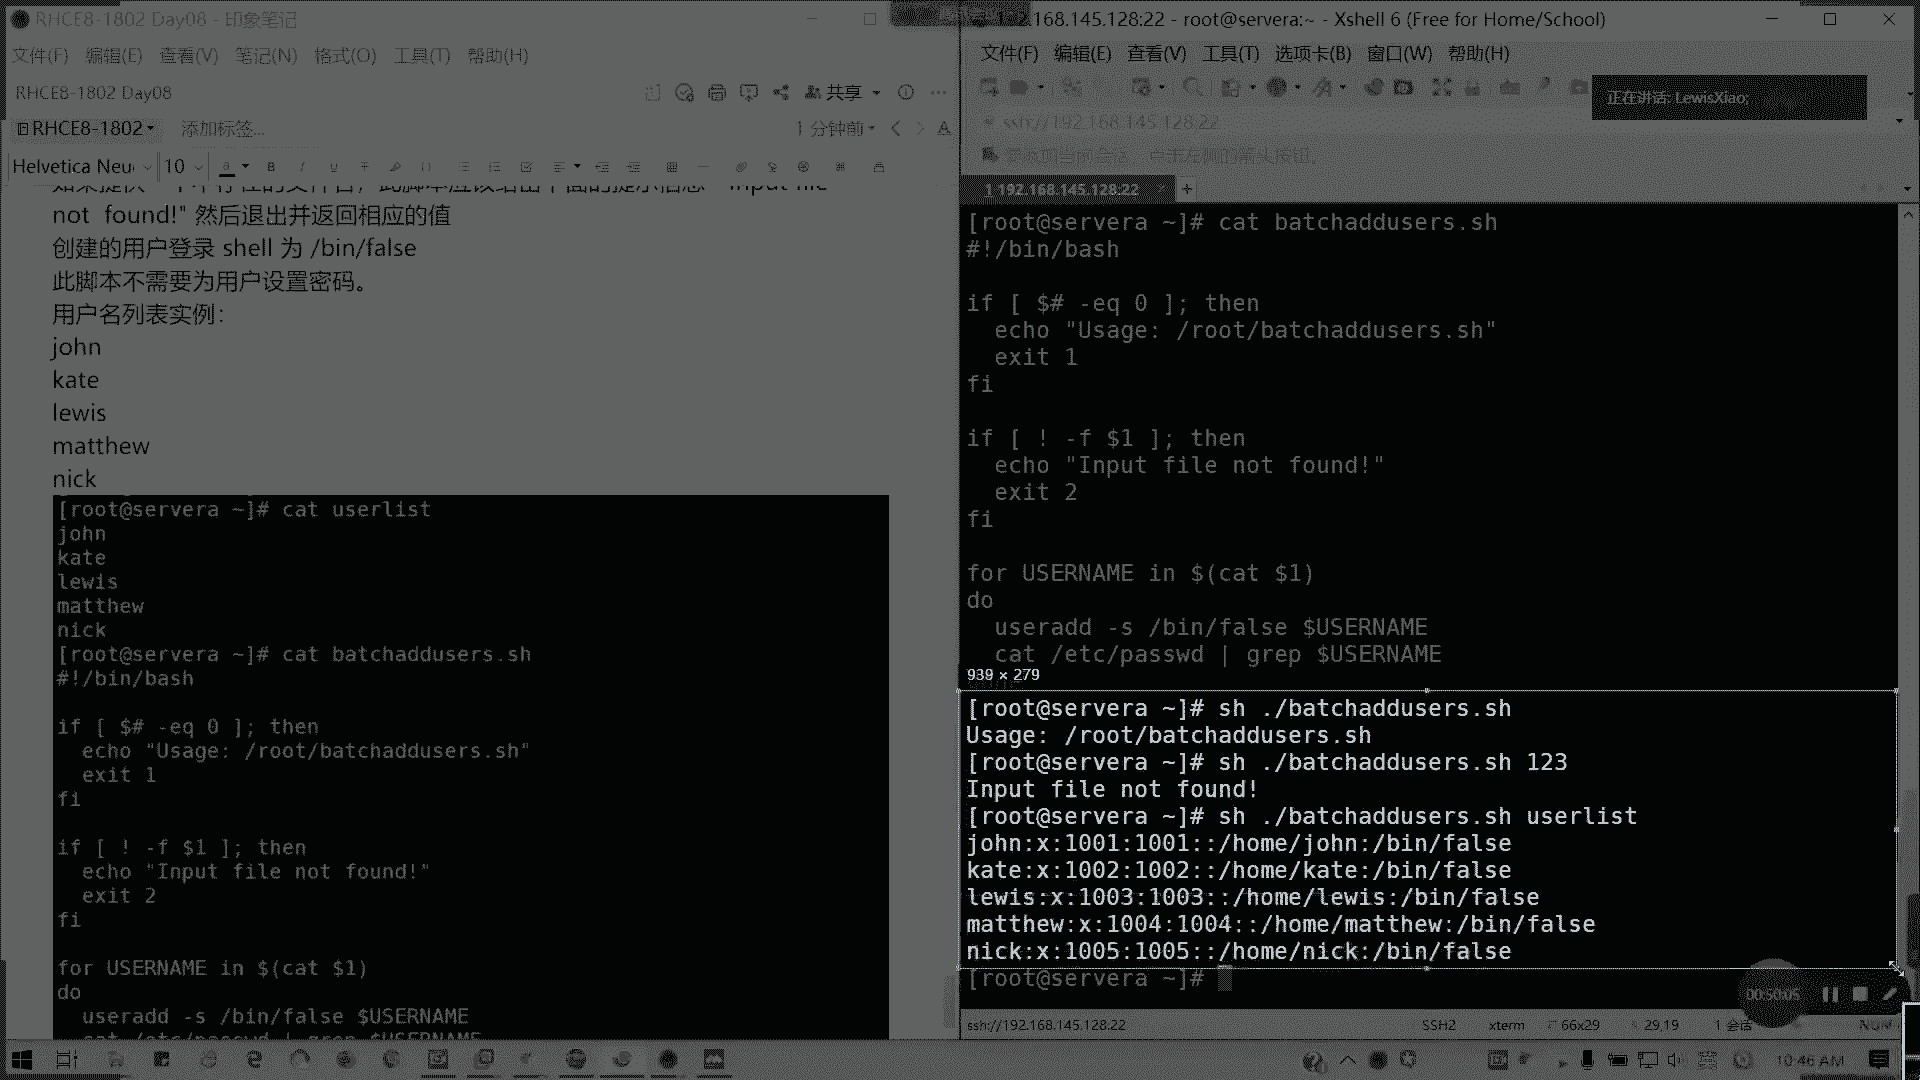 RHCE8-1802 Day08 - 印象笔记
文件(F) 编辑(E) 查看(V) 笔记(N) 格式(O) 工具(T) 帮助(H)
RHCE8-1802 Day08
共享
RHCE8-1802
添加标签...
1 分钟前
Helvetica Neu
10
not found!" 然后退出并返回相应的值
创建的用户登录 shell 为 /bin/false
此脚本不需要为用户设置密码。
用户名列表实例：
john
kate
lewis
matthew
nick
[root@servera ~]# cat userlist
john
kate
lewis
matthew
nick
[root@servera ~]# cat batchaddusers.sh
#!/bin/bash
if [ $# -eq 0 ]; then
echo "Usage: /root/batchaddusers.sh"
exit 1
fi
if [ ! -f $1 ]; then
echo "Input file not found!"
exit 2
fi
for USERNAME in $(cat $1)
do
useradd -s /bin/false $USERNAME
cat /etc/passwd | grep $USERNAME
.168.145.128:22 - root@servera:~ - Xshell 6 (Free for Home/School)
文件(F) 编辑(E) 查看(V) 工具(T) 选项卡(B) 窗口(W) 帮助(H)
正在讲话: LewisXiao;
ssh://192.168.145.128:22
1 192.168.145.128:22
[root@servera ~]# cat batchaddusers.sh
#!/bin/bash
if [ $# -eq 0 ]; then
echo "Usage: /root/batchaddusers.sh"
exit 1
fi
if [ ! -f $1 ]; then
echo "Input file not found!"
exit 2
fi
for USERNAME in $(cat $1)
do
useradd -s /bin/false $USERNAME
cat /etc/passwd | grep $USERNAME
939 × 279
[root@servera ~]# sh ./batchaddusers.sh
Usage: /root/batchaddusers.sh
[root@servera ~]# sh ./batchaddusers.sh 123
Input file not found!
[root@servera ~]# sh ./batchaddusers.sh userlist
john:x:1001:1001::/home/john:/bin/false
kate:x:1002:1002::/home/kate:/bin/false
lewis:x:1003:1003::/home/lewis:/bin/false
matthew:x:1004:1004::/home/matthew:/bin/false
nick:x:1005:1005::/home/nick:/bin/false
[root@servera ~]#
00:50:05
ssh://192.168.145.128:22
SSH2
xterm
66x29
29,19
1 会话
NUM
10:46 AM